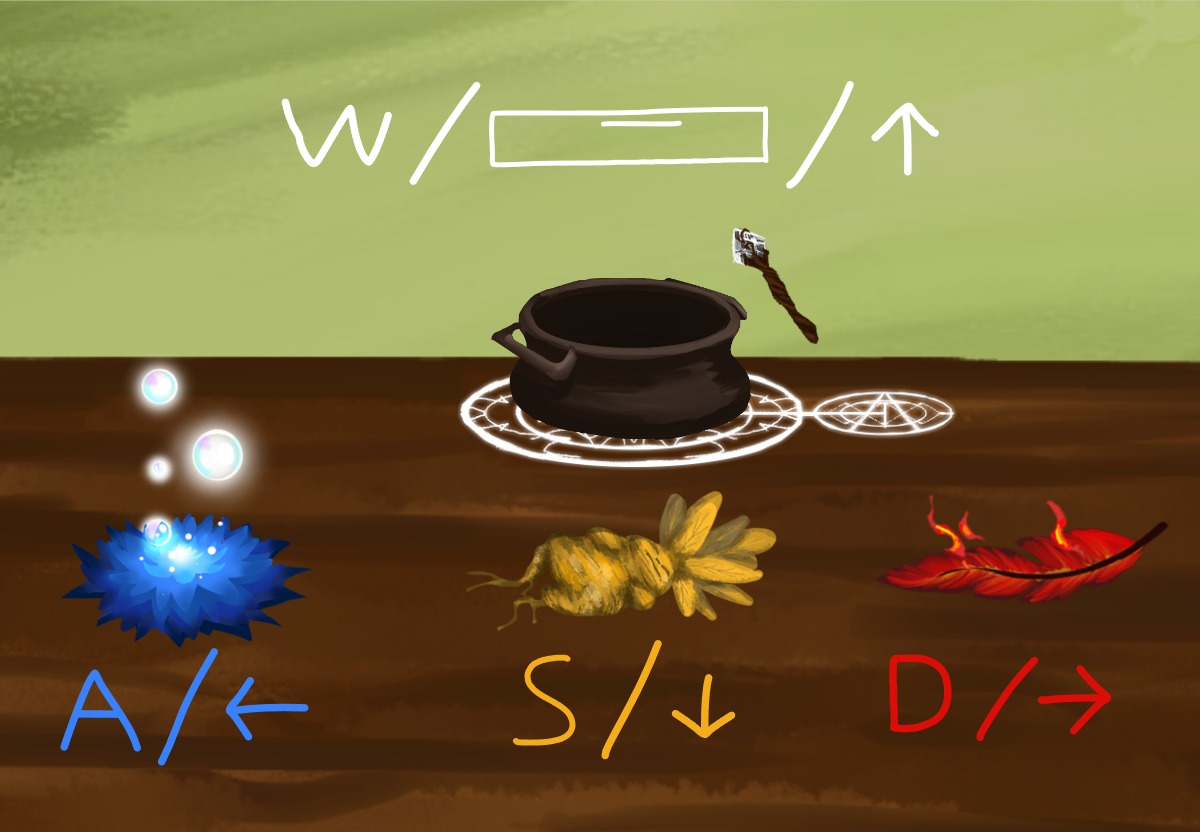 W / / ↑
A / ← S / ↓ D / →